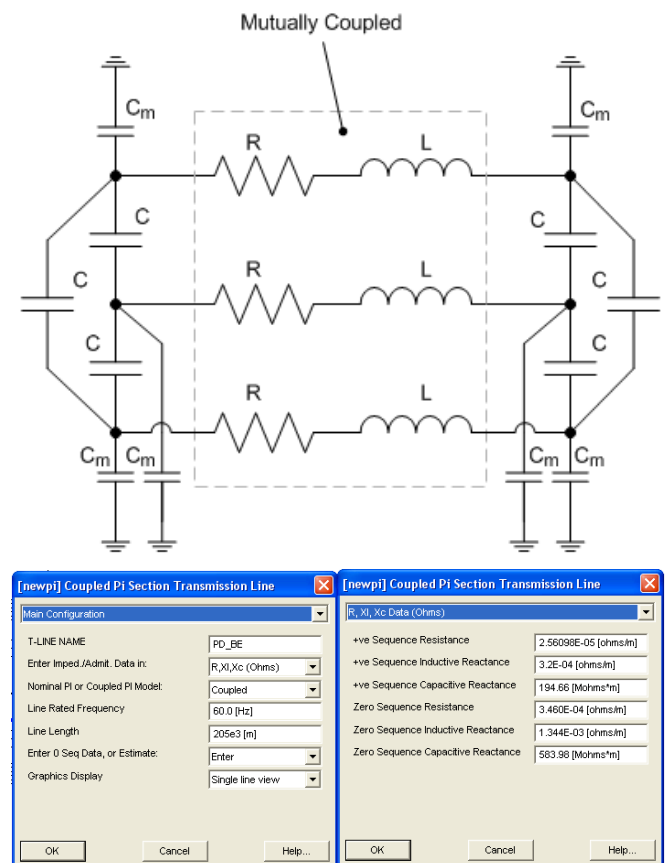 Mutually Coupled
Cm
Cm
R
L
C
C
C
R
L
C
C
C
R
L
Cm
Cm
Cm
Cm
[newpi] Coupled Pi Section Transmission Line
Main Configuration
T-LINE NAME
PD_BE
Enter Imped./Admit. Data in:
R,Xl,Xc (Ohms)
Nominal PI or Coupled PI Model:
Coupled
Line Rated Frequency
60.0 [Hz]
Line Length
205e3 [m]
Enter 0 Seq Data, or Estimate:
Enter
Graphics Display
Single line view
OK
Cancel
Help...
[newpi] Coupled Pi Section Transmission Line
R, Xl, Xc Data (Ohms)
+ve Sequence Resistance
2.56098E-05 [ohms/m]
+ve Sequence Inductive Reactance
3.2E-04 [ohms/m]
+ve Sequence Capacitive Reactance
194.66 [Mohms*m]
Zero Sequence Resistance
3.460E-04 [ohms/m]
Zero Sequence Inductive Reactance
1.344E-03 [ohms/m]
Zero Sequence Capacitive Reactance
583.98 [Mohms*m]
OK
Cancel
Help...